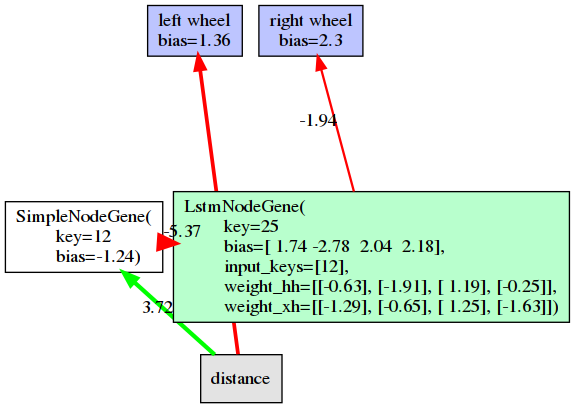 left wheel
bias=1.36
right wheel
bias=2.3
-1.94
SimpleNodeGene(
key=12
bias=-1.24)
-5.37
LstmNodeGene(
key=25
bias=[ 1.74 -2.78  2.04  2.18],
input_keys=[12],
weight_hh=[[-0.63], [-1.91], [ 1.19], [-0.25]],
weight_xh=[[-1.29], [-0.65], [ 1.25], [-1.63]])
3.72
distance